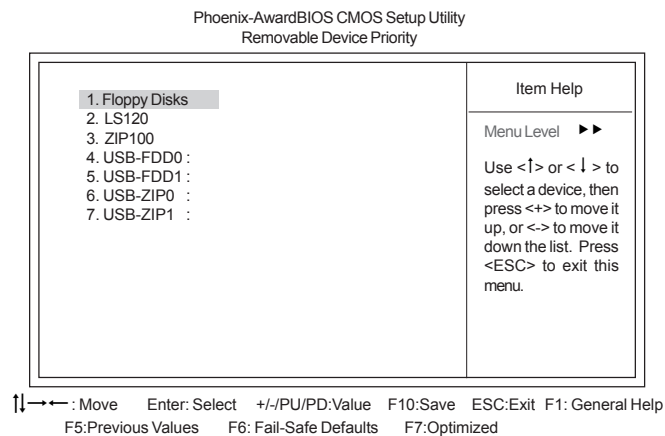 Phoenix-AwardBIOS CMOS Setup Utility
Removable Device Priority
1. Floppy Disks
2. LS120
3. ZIP100
4. USB-FDD0 :
5. USB-FDD1 :
6. USB-ZIP0 :
7. USB-ZIP1 :
Item Help
Menu Level ►►
Use <↑> or <↓> to
select a device, then
press <+> to move it
up, or <-> to move it
down the list. Press
<ESC> to exit this
menu.
↑↓→← : Move Enter: Select +/-/PU/PD:Value F10:Save ESC:Exit F1: General Help
F5:Previous Values F6: Fail-Safe Defaults F7:Optimized